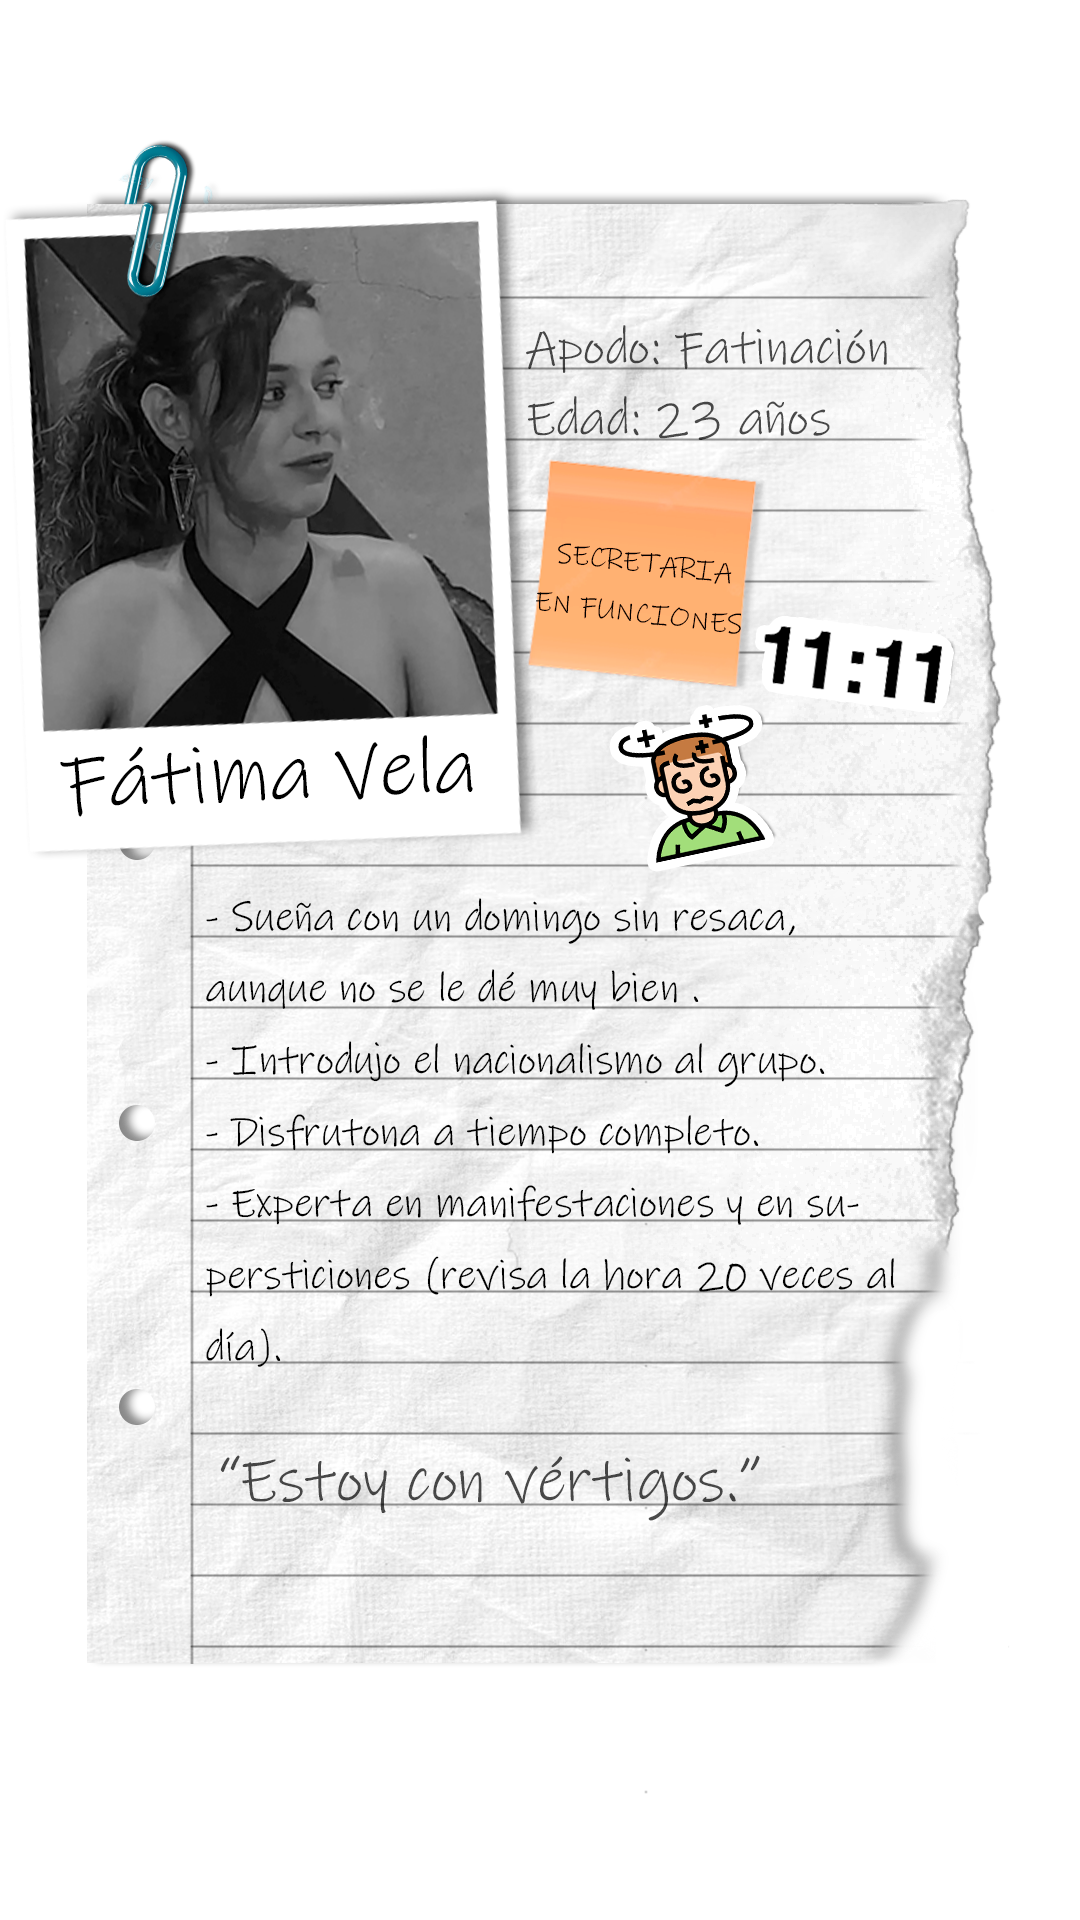 Apodo: Fatinación
Edad: 23 años
SECRETARIA
EN FUNCIONES
11:11
Fátima Vela
- Sueña con un domingo sin resaca,
aunque no se le dé muy bien .
- Introdujo el nacionalismo al grupo.
- Disfrutona a tiempo completo.
- Experta en manifestaciones y en su-
persticiones (revisa la hora 20 veces al
día).
“Estoy con vértigos.”